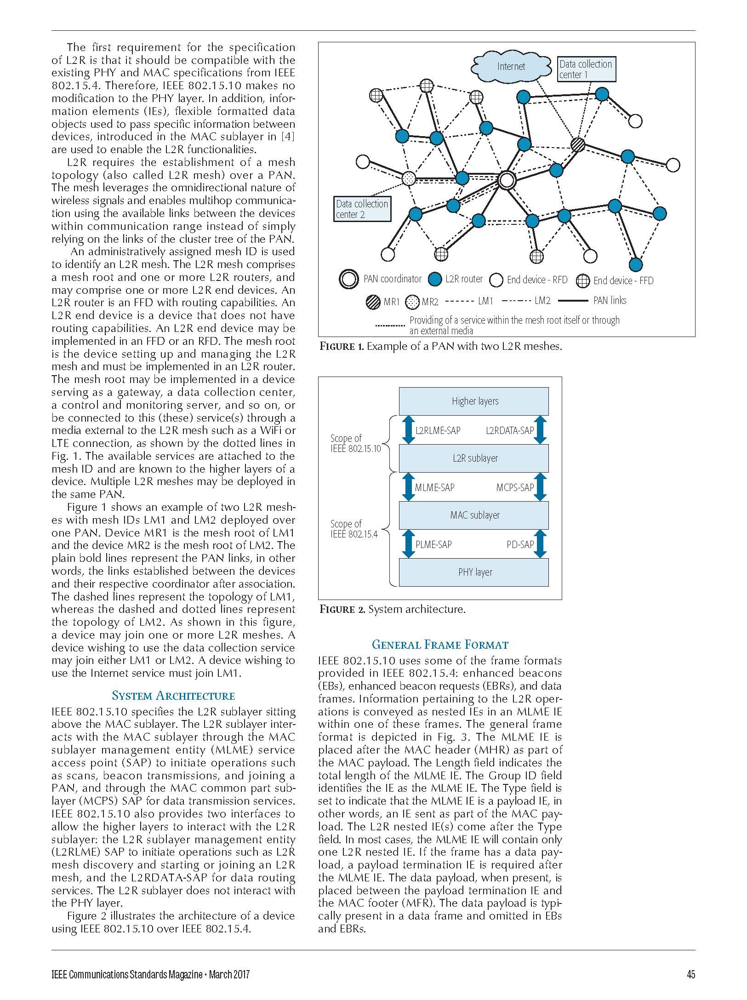 The first requirement for the specification
of L2R is that it should be compatible with the
existing PHY and MAC specifications from IEEE
802.15.4. Therefore, IEEE 802.15.10 makes no
modification to the PHY layer. In addition, infor-
mation elements (IEs), flexible formatted data
objects used to pass specific information between
devices, introduced in the MAC sublayer in [4]
are used to enable the L2R functionalities.
L2R requires the establishment of a mesh
topology (also called L2R mesh) over a PAN.
The mesh leverages the omnidirectional nature of
wireless signals and enables multihop communica-
tion using the available links between the devices
within communication range instead of simply
relying on the links of the cluster tree of the PAN.
An administratively assigned mesh ID is used
to identify an L2R mesh. The L2R mesh comprises
a mesh root and one or more L2R routers, and
may comprise one or more L2R end devices. An
L2R router is an FFD with routing capabilities. An
L2R end device is a device that does not have
routing capabilities. An L2R end device may be
implemented in an FFD or an RFD. The mesh root
is the device setting up and managing the L2R
mesh and must be implemented in an L2R router.
The mesh root may be implemented in a device
serving as a gateway, a data collection center,
a control and monitoring server, and so on, or
be connected to this (these) service(s) through a
media external to the L2R mesh such as a WiFi or
LTE connection, as shown by the dotted lines in
Fig. 1. The available services are attached to the
mesh ID and are known to the higher layers of a
device. Multiple L2R meshes may be deployed in
the same PAN.
Figure 1 shows an example of two L2R mesh-
es with mesh IDs LM1 and LM2 deployed over
one PAN. Device MR1 is the mesh root of LM1
and the device MR2 is the mesh root of LM2. The
plain bold lines represent the PAN links, in other
words, the links established between the devices
and their respective coordinator after association.
The dashed lines represent the topology of LM1,
whereas the dashed and dotted lines represent
the topology of LM2. As shown in this figure,
a device may join one or more L2R meshes. A
device wishing to use the data collection service
may join either LM1 or LM2. A device wishing to
use the Internet service must join LM1.
System Architecture
IEEE 802.15.10 specifies the L2R sublayer sitting
above the MAC sublayer. The L2R sublayer inter-
acts with the MAC sublayer through the MAC
sublayer management entity (MLME) service
access point (SAP) to initiate operations such
as scans, beacon transmissions, and joining a
PAN, and through the MAC common part sub-
layer (MCPS) SAP for data transmission services.
IEEE 802.15.10 also provides two interfaces to
allow the higher layers to interact with the L2R
sublayer: the L2R sublayer management entity
(L2RLME) SAP to initiate operations such as L2R
mesh discovery and starting or joining an L2R
mesh, and the L2RDATA-SAP for data routing
services. The L2R sublayer does not interact with
the PHY layer.
Figure 2 illustrates the architecture of a device
using IEEE 802.15.10 over IEEE 802.15.4.
Internet
Data collection
center 1
Data collection
center 2
PAN coordinator
L2R router
End device - RFD
End device - FFD
MR1
MR2
LM1
LM2
PAN links
Providing of a service within the mesh root itself or through
an external media
Figure 1. Example of a PAN with two L2R meshes.
Higher layers
L2RLME-SAP
L2RDATA-SAP
Scope of
IEEE 802.15.10
L2R sublayer
MLME-SAP
MCPS-SAP
MAC sublayer
Scope of
IEEE 802.15.4
PLME-SAP
PD-SAP
PHY layer
Figure 2. System architecture.
General Frame Format
IEEE 802.15.10 uses some of the frame formats
provided in IEEE 802.15.4: enhanced beacons
(EBs), enhanced beacon requests (EBRs), and data
frames. Information pertaining to the L2R oper-
ations is conveyed as nested IEs in an MLME IE
within one of these frames. The general frame
format is depicted in Fig. 3. The MLME IE is
placed after the MAC header (MHR) as part of
the MAC payload. The Length field indicates the
total length of the MLME IE. The Group ID field
identifies the IE as the MLME IE. The Type field is
set to indicate that the MLME IE is a payload IE, in
other words, an IE sent as part of the MAC pay-
load. The L2R nested IE(s) come after the Type
field. In most cases, the MLME IE will contain only
one L2R nested IE. If the frame has a data pay-
load, a payload termination IE is required after
the MLME IE. The data payload, when present, is
placed between the payload termination IE and
the MAC footer (MFR). The data payload is typi-
cally present in a data frame and omitted in EBs
and EBRs.
IEEE Communications Standards Magazine • March 2017
45